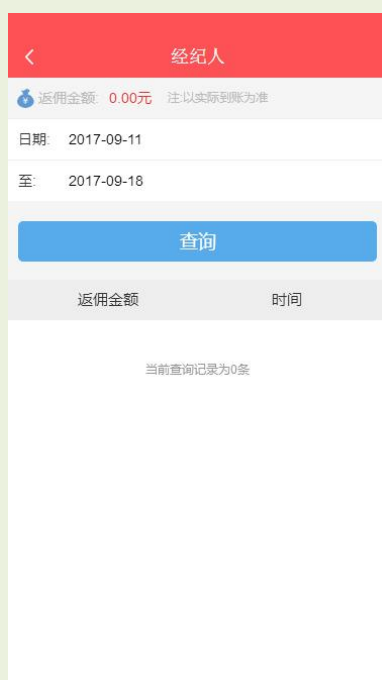 经纪人
返佣金额: 0.00元 注:以实际到账为准
日期: 2017-09-11
至: 2017-09-18
查询
返佣金额 时间
当前查询记录为0条